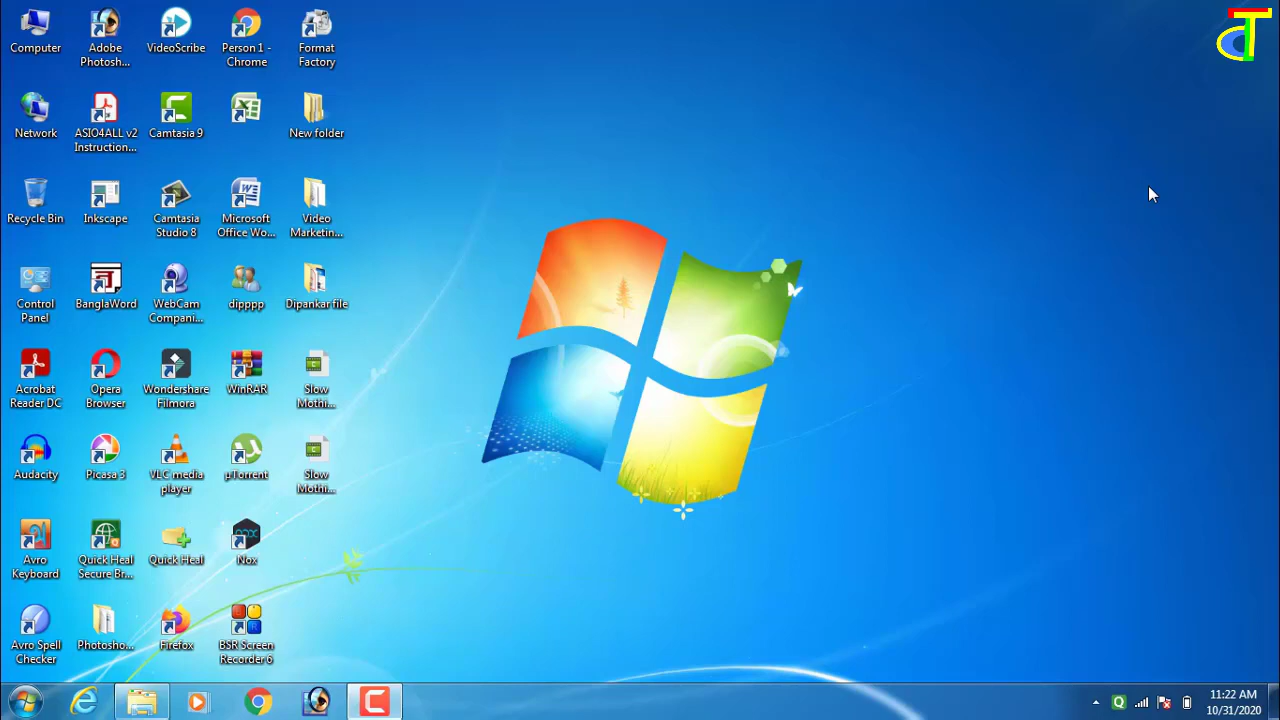 Computer
Adobe
Photosh...
VideoScribe
Person 1 -
Chrome
Format
Factory
Network
ASIO4ALL v2
Instruction...
Camtasia 9
New folder
Recycle Bin
Inkscape
Camtasia
Studio 8
Microsoft
Office Wo...
Video
Marketin...
Control
Panel
BanglaWord
WebCam
Compani...
dipppp
Dipankar file
Acrobat
Reader DC
Opera
Browser
Wondershare
Filmora
WinRAR
Slow
Mothi...
Audacity
Picasa 3
VLC media
player
µTorrent
Slow
Mothi...
Avro
Keyboard
Quick Heal
Secure Br...
Quick Heal
Nox
Avro Spell
Checker
Photosho...
Firefox
BSR Screen
Recorder 6
11:22 AM
10/31/2020